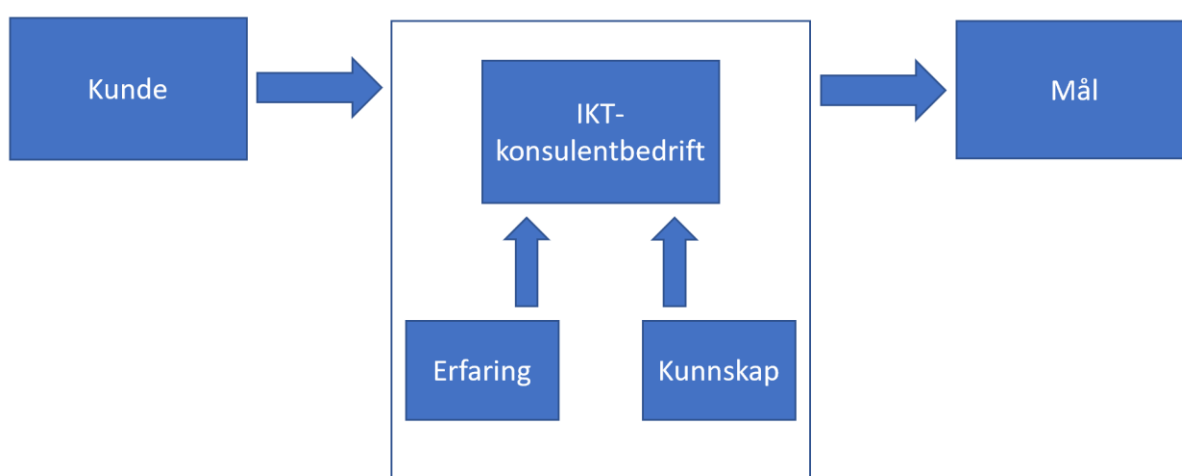 Kunde
IKT-
konsulentbedrift
Mål
Erfaring
Kunnskap